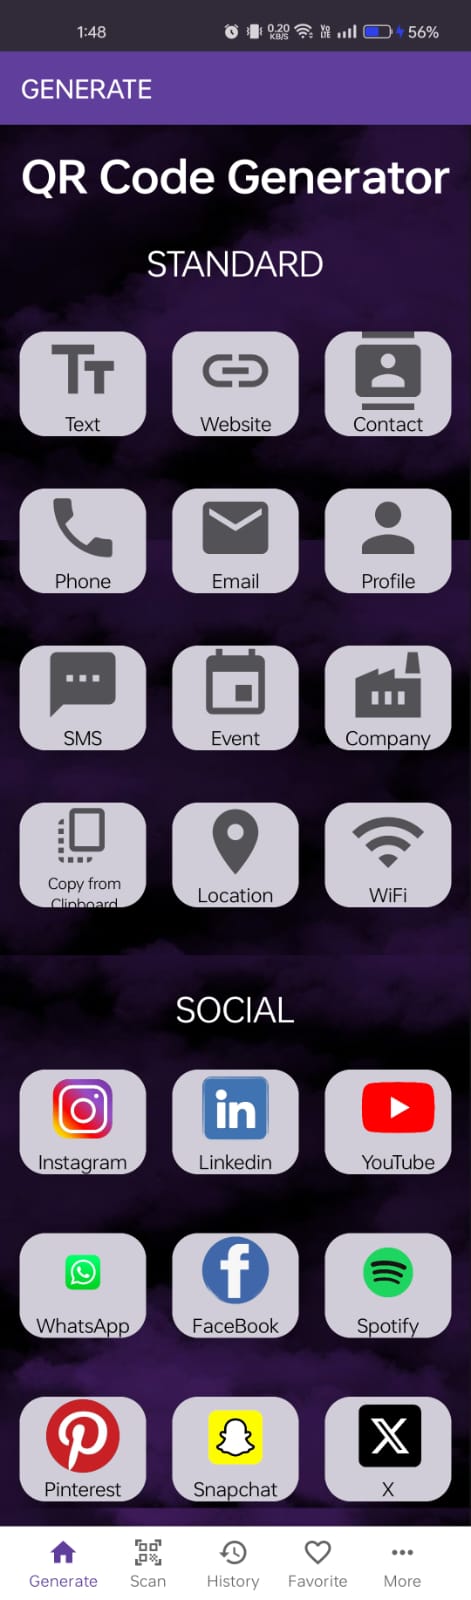 1:48
0.20 KB/S VoLTE 56%
GENERATE
QR Code Generator
STANDARD
Text Website Contact
Phone Email Profile
SMS Event Company
Copy from
Clipboard Location WiFi
SOCIAL
in
Instagram Linkedin YouTube
f
WhatsApp FaceBook Spotify
Pinterest Snapchat X
Generate Scan History Favorite More